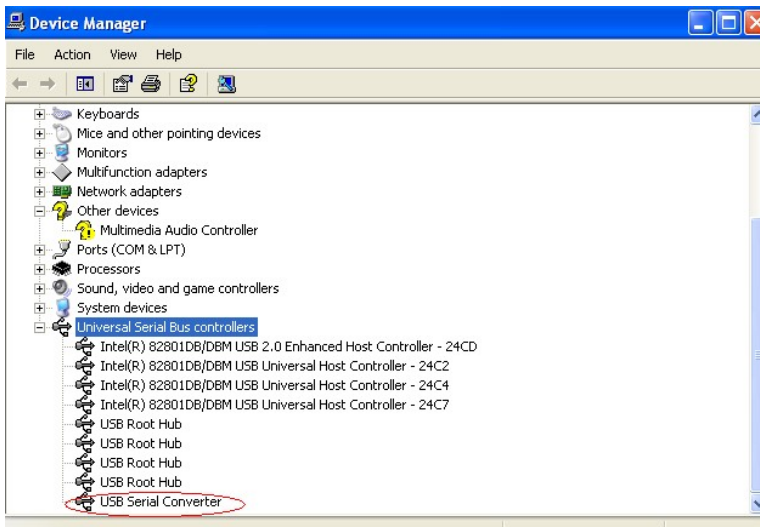 Device Manager
File Action View Help
Keyboards
Mice and other pointing devices
Monitors
Multifunction adapters
Network adapters
Other devices
Multimedia Audio Controller
Ports (COM & LPT)
Processors
Sound, video and game controllers
System devices
Universal Serial Bus controllers
Intel(R) 82801DB/DBM USB 2.0 Enhanced Host Controller - 24CD
Intel(R) 82801DB/DBM USB Universal Host Controller - 24C2
Intel(R) 82801DB/DBM USB Universal Host Controller - 24C4
Intel(R) 82801DB/DBM USB Universal Host Controller - 24C7
USB Root Hub
USB Root Hub
USB Root Hub
USB Root Hub
USB Serial Converter